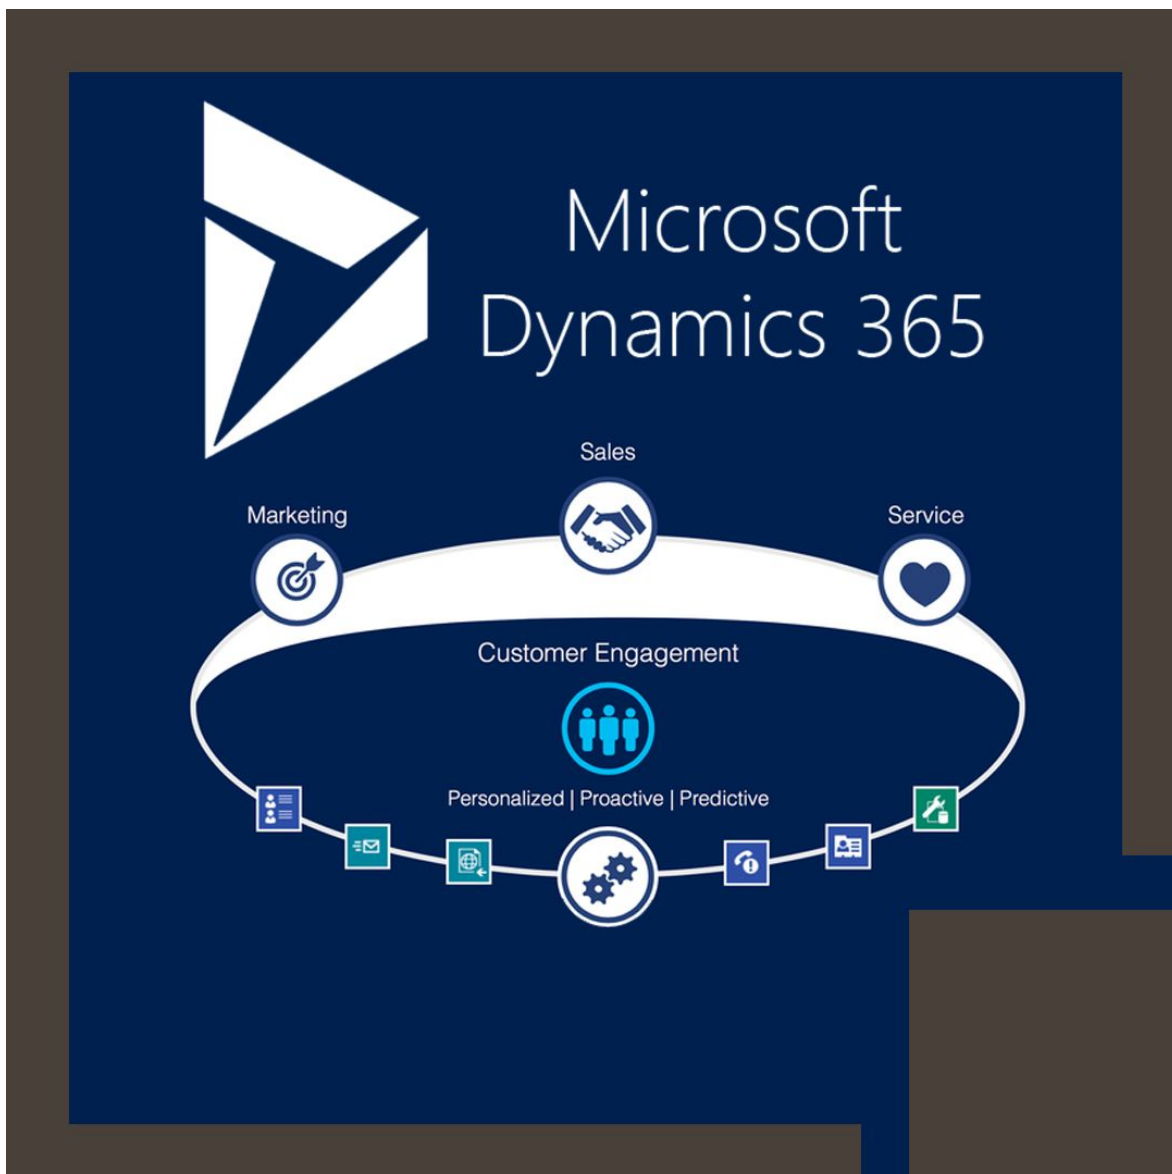 Microsoft
Dynamics 365
Sales
Marketing
Service
Customer Engagement
Personalized | Proactive | Predictive